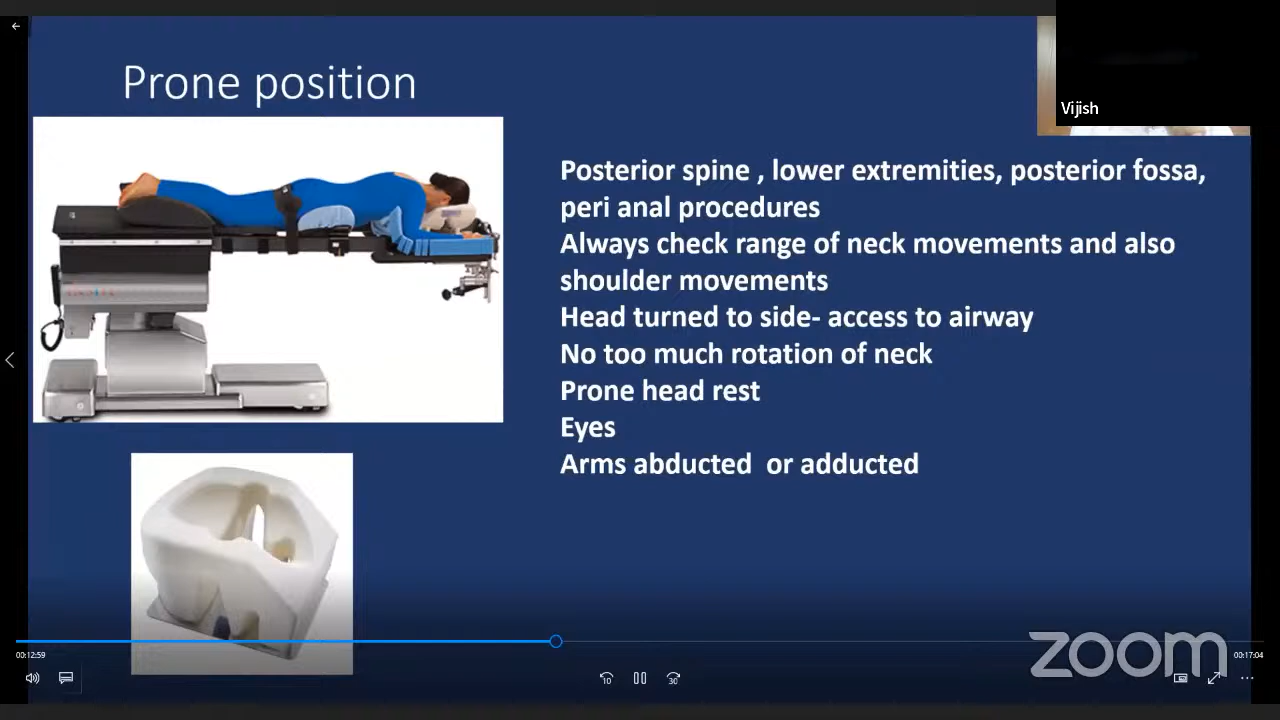 Prone position
Vijish
Posterior spine , lower extremities, posterior fossa,
peri anal procedures
Always check range of neck movements and also
shoulder movements
Head turned to side- access to airway
No too much rotation of neck
Prone head rest
Eyes
Arms abducted  or adducted
zoom
00:12:59
00:17:04
10
30